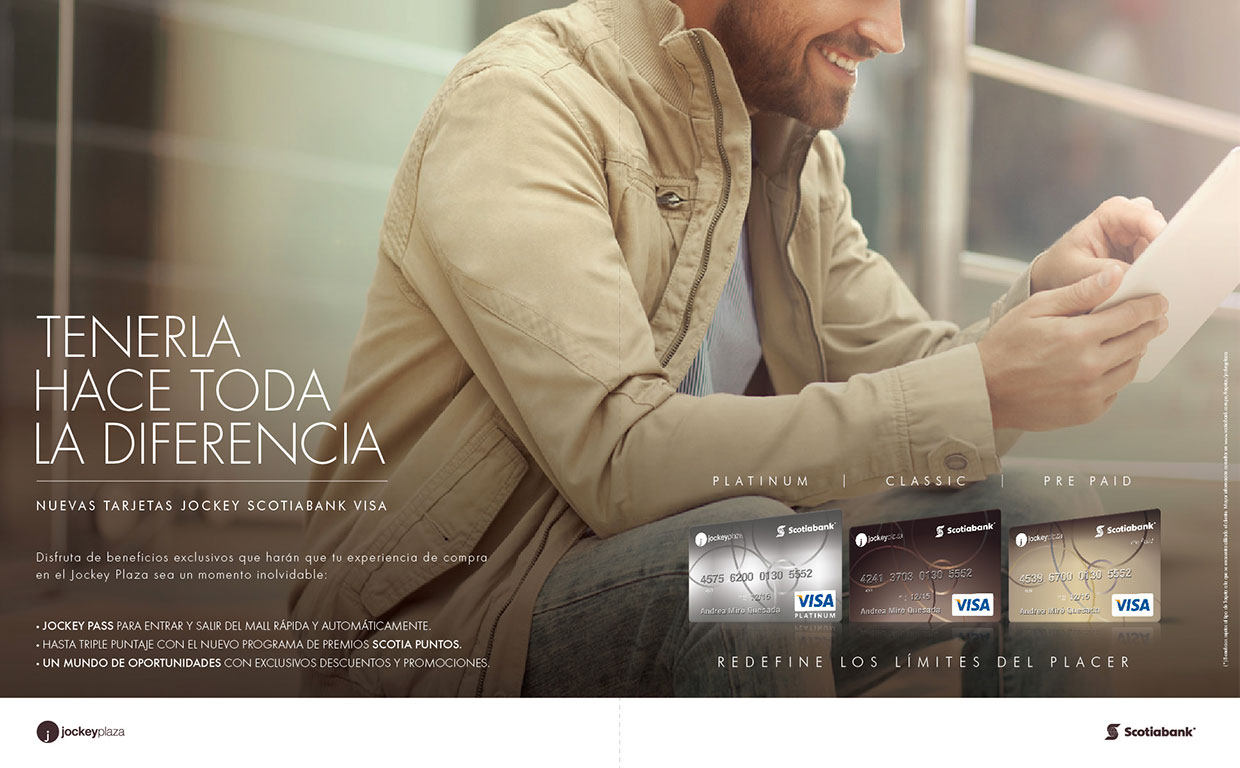 TENERLA
HACE TODA
LA DIFERENCIA
NUEVAS TARJETAS JOCKEY SCOTIABANK VISA
Disfruta de beneficios exclusivos que harán que tu experiencia de compra
en el Jockey Plaza sea un momento inolvidable:
• JOCKEY PASS PARA ENTRAR Y SALIR DEL MALL RÁPIDA Y AUTOMÁTICAMENTE.
• HASTA TRIPLE PUNTAJE CON EL NUEVO PROGRAMA DE PREMIOS SCOTIA PUNTOS.
• UN MUNDO DE OPORTUNIDADES CON EXCLUSIVOS DESCUENTOS Y PROMOCIONES.
PLATINUM | CLASSIC | PRE PAID
jockeyplaza Scotiabank
4575 6200 0130 5552
12/15
Andrea Miró Quesada
VISA
PLATINUM
jockeyplaza Scotiabank
4241 3703 0130 5552
12/15
Andrea Miró Quesada
VISA
jockeyplaza Scotiabank
Pre Paid
4539 6700 0130 5552
12/15
Andrea Miró Quesada
VISA
REDEFINE LOS LÍMITES DEL PLACER
jockeyplaza
Scotiabank